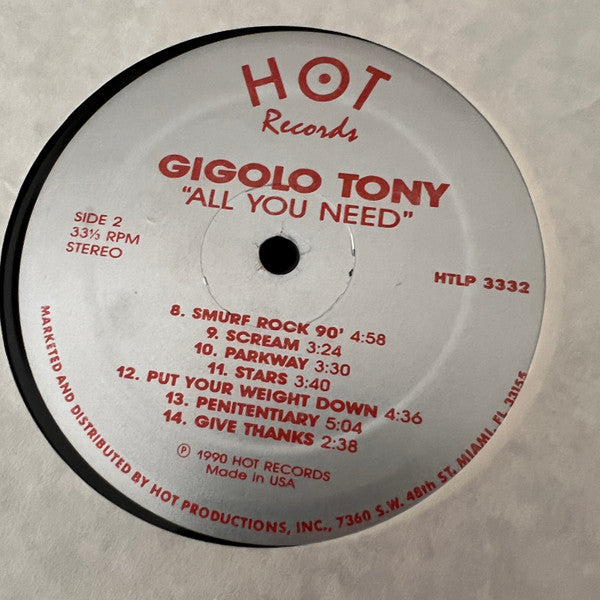 HOT
Records
GIGOLO TONY
"ALL YOU NEED"
SIDE 2
33⅓ RPM
STEREO
HTLP 3332
8. SMURF ROCK 90' 4:58
9. SCREAM 3:24
10. PARKWAY 3:30
11. STARS 3:40
12. PUT YOUR WEIGHT DOWN 4:36
13. PENITENTIARY 5:04
14. GIVE THANKS 2:38
℗ 1990 HOT RECORDS
Made in USA
MARKETED AND DISTRIBUTED BY HOT PRODUCTIONS, INC., 7360 S.W. 48th ST. MIAMI, FL 33155